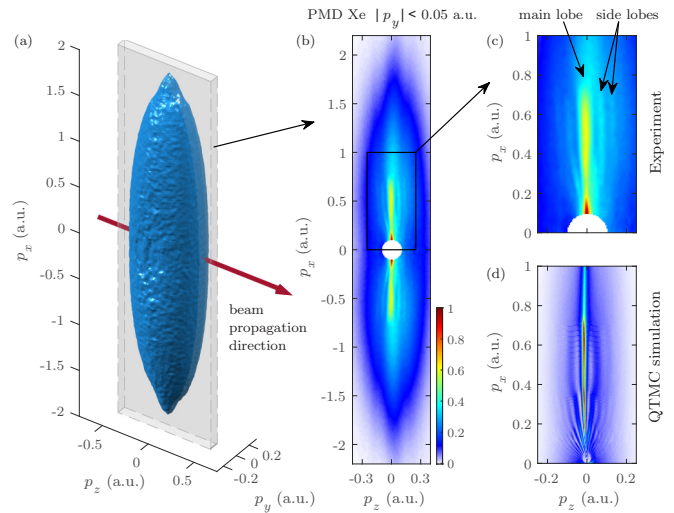 PMD Xe |p_y| < 0.05 a.u.
main lobe
side lobes
(a)
(b)
(c)
2
1.5
1
0.5
0
-0.5
-1
-1.5
-2
p_x (a.u.)
beam
propagation
direction
-0.5
0
0.5
p_z (a.u.)
-0.2
0
0.2
p_y (a.u.)
2
1.5
1
0.5
0
-0.5
-1
-1.5
-2
p_x (a.u.)
-0.3
0
0.3
p_z (a.u.)
1
0.8
0.6
0.4
0.2
0
1
0.8
0.6
0.4
0.2
0
p_x (a.u.)
Experiment
(d)
1
0.8
0.6
0.4
0.2
0
p_x (a.u.)
QTMC simulation
-0.2
0
0.2
p_z (a.u.)